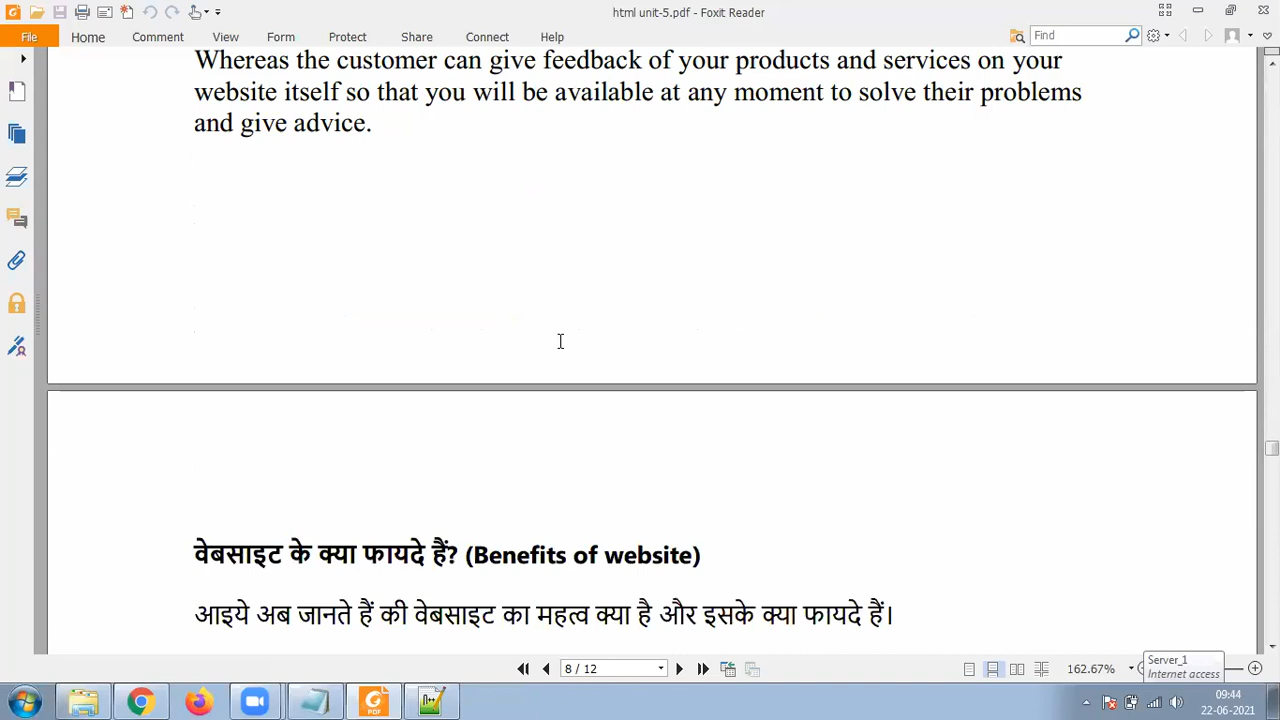 html unit-5.pdf - Foxit Reader
File Home Comment View Form Protect Share Connect Help Find
Whereas the customer can give feedback of your products and services on your
website itself so that you will be available at any moment to solve their problems
and give advice.
वेबसाइट के क्या फायदे हैं? (Benefits of website)
आइये अब जानते हैं की वेबसाइट का महत्व क्या है और इसके क्या फायदे हैं।
8 / 12 162.67%
Server_1
Internet access
PDF
09:44
22-06-2021